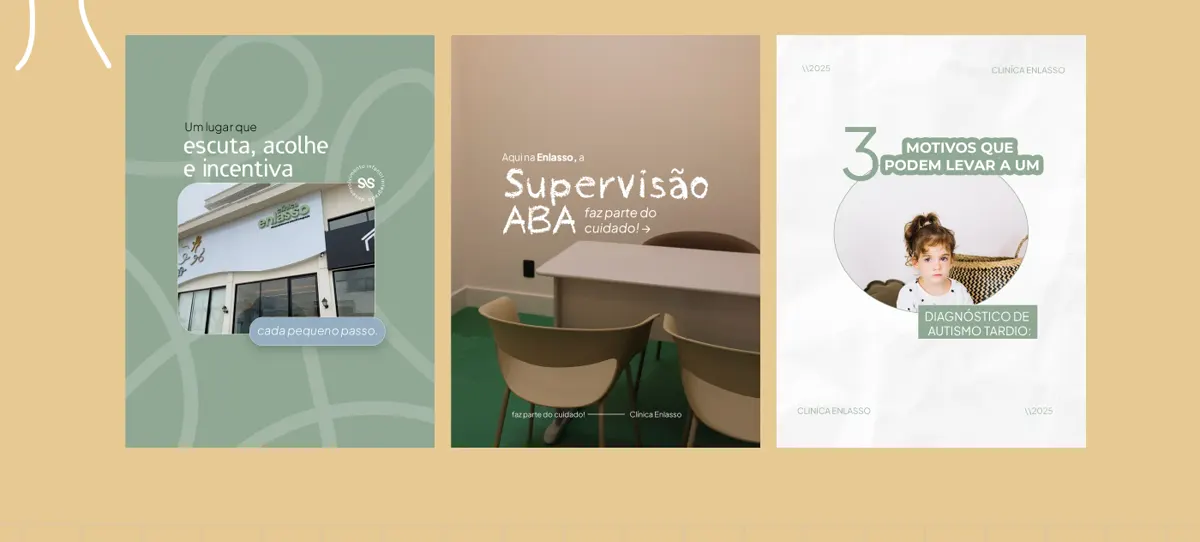 Um lugar que
escuta, acolhe
e incentiva
clínica
enlasso
cada pequeno passo.
Aqui na Enlasso, a
Supervisão
ABA faz parte do
cuidado! →
faz parte do cuidado! Clínica Enlasso
\\2025 CLINÍCA ENLASSO
3 MOTIVOS QUE
PODEM LEVAR A UM
DIAGNÓSTICO DE
AUTISMO TARDIO:
CLINÍCA ENLASSO \\2025